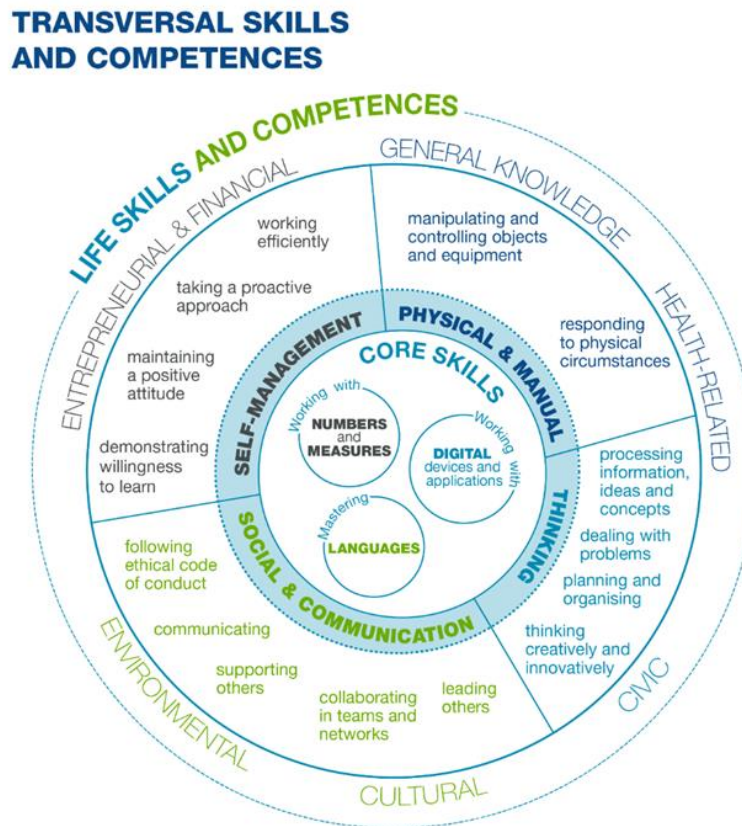 TRANSVERSAL SKILLS
AND COMPETENCES
LIFE SKILLS AND COMPETENCES
ENTREPRENEURIAL & FINANCIAL
GENERAL KNOWLEDGE
HEALTH-RELATED
CIVIC
CULTURAL
ENVIRONMENTAL
SELF-MANAGEMENT
working
efficiently
taking a proactive
approach
maintaining
a positive
attitude
demonstrating
willingness
to learn
PHYSICAL & MANUAL
manipulating and
controlling objects
and equipment
responding
to physical
circumstances
THINKING
processing
information,
ideas and
concepts
dealing with
problems
planning and
organising
thinking
creatively and
innovatively
SOCIAL & COMMUNICATION
following
ethical code
of conduct
communicating
supporting
others
collaborating
in teams and
networks
leading
others
CORE SKILLS
Working with
NUMBERS
and
MEASURES
Working with
DIGITAL
devices and
applications
Mastering
LANGUAGES